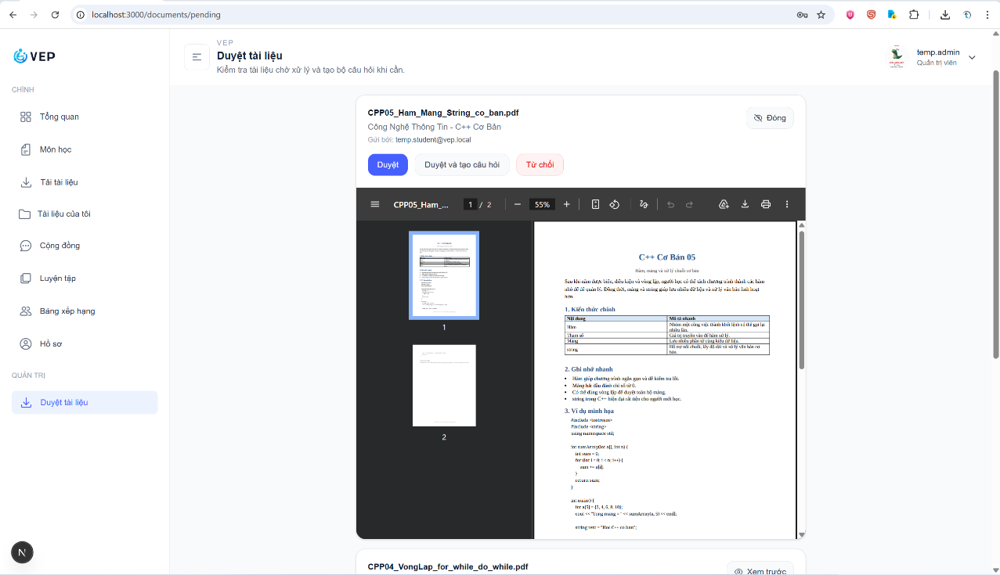 localhost:3000/documents/pending
VEP
CHÍNH
Tổng quan
Môn học
Tải tài liệu
Tài liệu của tôi
Cộng đồng
Luyện tập
Bảng xếp hạng
Hồ sơ
QUẢN TRỊ
Duyệt tài liệu
N
VEP
Duyệt tài liệu
Kiểm tra tài liệu chờ xử lý và tạo bộ câu hỏi khi cần.
temp.admin
Quản trị viên
CPP05_Ham_Mang_String_co_ban.pdf
Công Nghệ Thông Tin - C++ Cơ Bản
Gửi bởi: temp.student@vep.local
Đóng
Duyệt
Duyệt và tạo câu hỏi
Từ chối
CPP05_Ham_...
1 / 2
55%
1
2
C++ Cơ Bản 05
Hàm, mảng và xử lý chuỗi cơ bản
Sau khi nắm được biến, điều kiện và vòng lặp, người học có thể tách chương trình thành các hàm
nhỏ để dễ quản lý. Đồng thời, mảng và string giúp lưu nhiều dữ liệu và xử lý văn bản linh hoạt
hơn.
1. Kiến thức chính
Nội dung Mô tả nhanh
Hàm Nhóm một công việc thành khối lệnh có thể gọi lại
nhiều lần.
Tham số Giá trị truyền vào để hàm xử lý.
Mảng Lưu nhiều phần tử cùng kiểu dữ liệu.
string Hỗ trợ nối chuỗi, lấy độ dài và xử lý văn bản cơ
bản.
2. Ghi nhớ nhanh
• Hàm giúp chương trình ngắn gọn và dễ kiểm tra lỗi.
• Mảng bắt đầu đánh chỉ số từ 0.
• Có thể dùng vòng lặp để duyệt toàn bộ mảng.
• string trong C++ hiện đại rất tiện cho người mới học.
3. Ví dụ minh họa
#include <iostream>
#include <string>
using namespace std;
int sumArray(int a[], int n) {
int sum = 0;
for (int i = 0; i < n; i++) {
sum += a[i];
}
return sum;
}
int main() {
int a[5] = {2, 4, 6, 8, 10};
cout << "Tong mang = " << sumArray(a, 5) << endl;
string text = "Hoc C++ co ban";
CPP04_VongLap_for_while_do_while.pdf
Xem trước